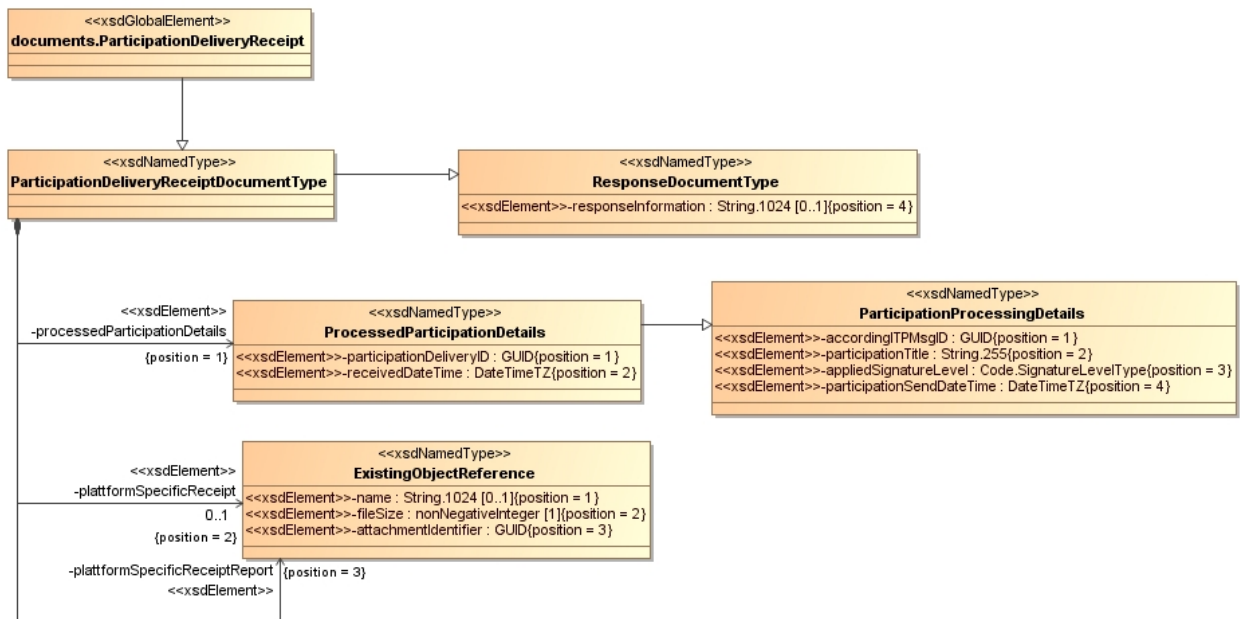 <<xsdGlobalElement>>
documents.ParticipationDeliveryReceipt
<<xsdNamedType>>
ParticipationDeliveryReceiptDocumentType
<<xsdNamedType>>
ResponseDocumentType
<<xsdElement>>-responseInformation : String.1024 [0..1]{position = 4}
<<xsdElement>>
-processedParticipationDetails
{position = 1}
<<xsdNamedType>>
ProcessedParticipationDetails
<<xsdElement>>-participationDeliveryID : GUID{position = 1}
<<xsdElement>>-receivedDateTime : DateTimeTZ{position = 2}
<<xsdNamedType>>
ParticipationProcessingDetails
<<xsdElement>>-accordingITPMsgID : GUID{position = 1}
<<xsdElement>>-participationTitle : String.255{position = 2}
<<xsdElement>>-appliedSignatureLevel : Code.SignatureLevelType{position = 3}
<<xsdElement>>-participationSendDateTime : DateTimeTZ{position = 4}
<<xsdElement>>
-plattformSpecificReceipt
0..1
{position = 2}
<<xsdNamedType>>
ExistingObjectReference
<<xsdElement>>-name : String.1024 [0..1]{position = 1}
<<xsdElement>>-fileSize : nonNegativeInteger [1]{position = 2}
<<xsdElement>>-attachmentIdentifier : GUID{position = 3}
-plattformSpecificReceiptReport {position = 3}
<<xsdElement>>